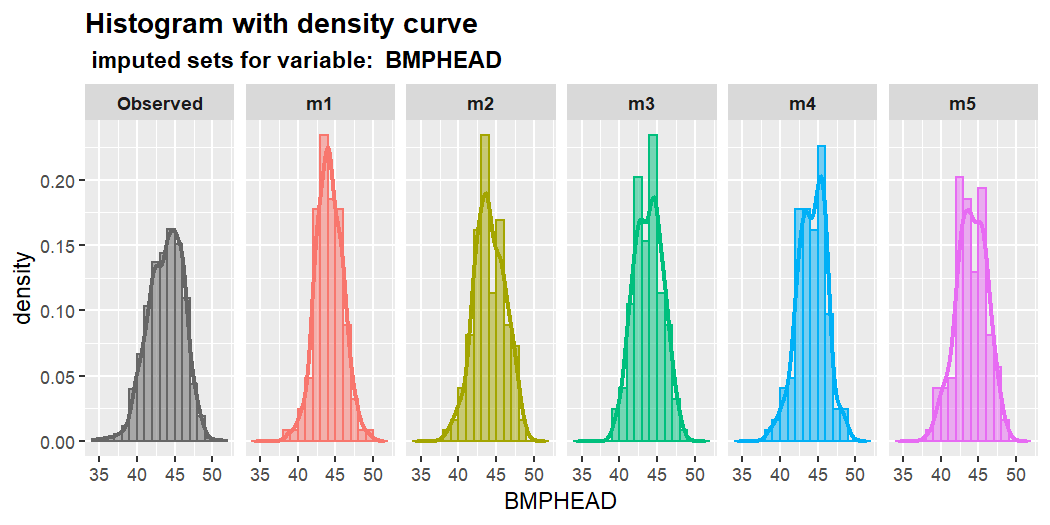 Histogram with density curve
imputed sets for variable: BMPHEAD
Observed m1 m2 m3 m4 m5
density
0.20
0.15
0.10
0.05
0.00
35 40 45 50 35 40 45 50 35 40 45 50 35 40 45 50 35 40 45 50 35 40 45 50
BMPHEAD